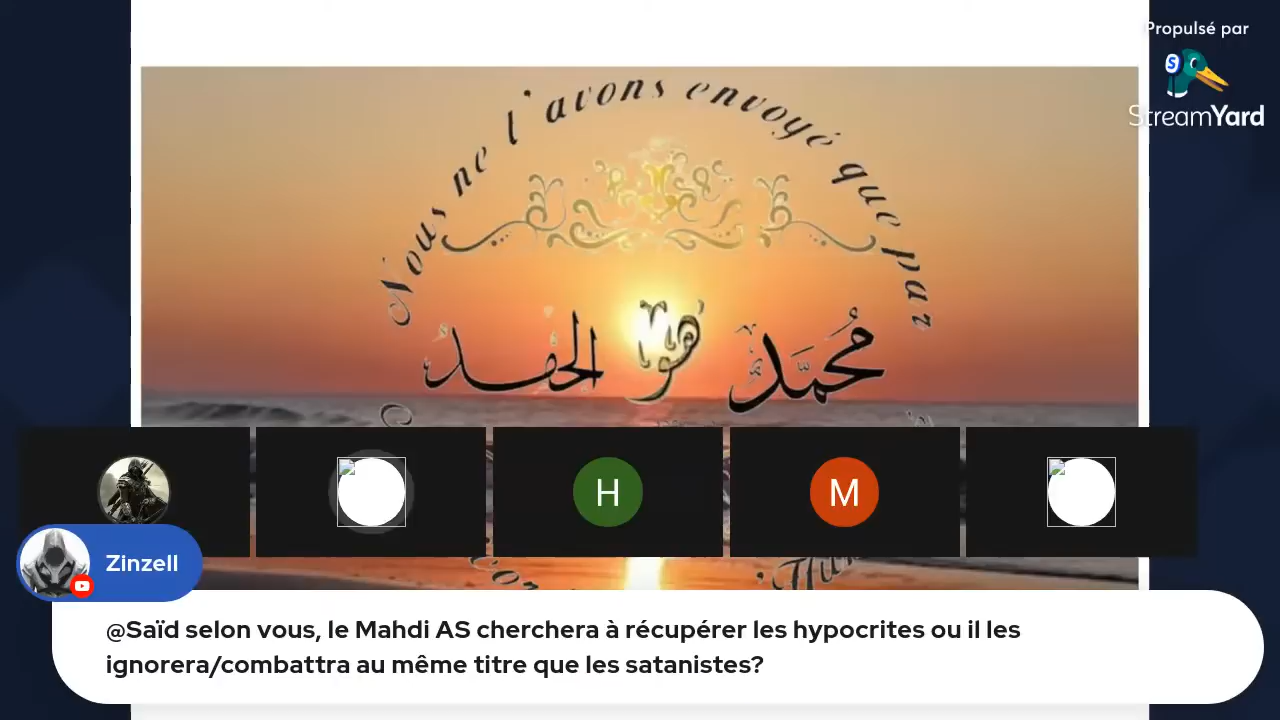 Propulsé par
StreamYard
Nous ne l'avons envoyé que par
محمد هو الحفد
H
M
Zinzell
@Saïd selon vous, le Mahdi AS cherchera à récupérer les hypocrites ou il les
ignorera/combattra au même titre que les satanistes?